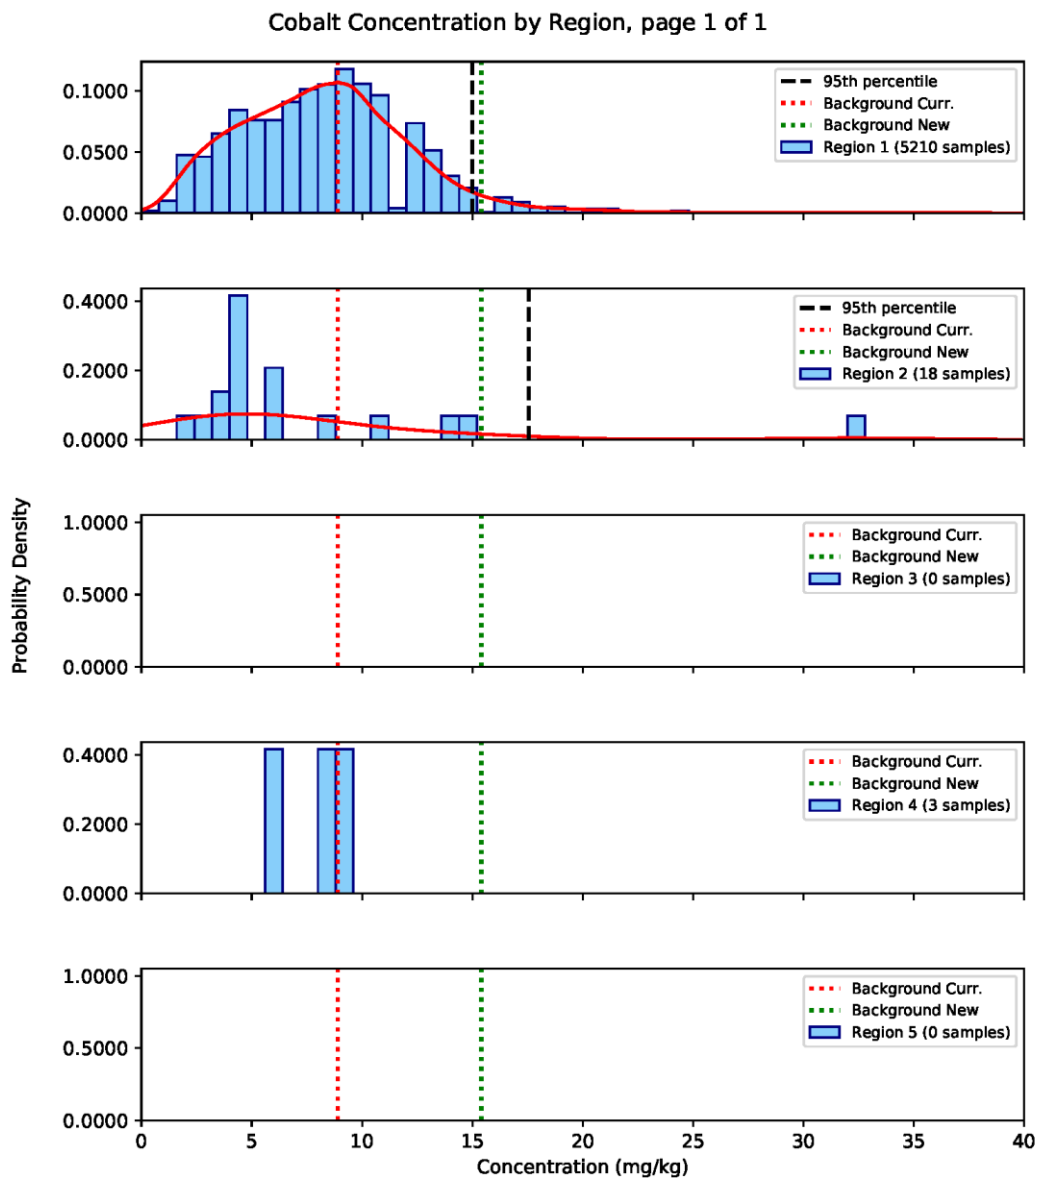 Cobalt Concentration by Region, page 1 of 1
0.1000
0.0500
0.0000
95th percentile
Background Curr.
Background New
Region 1 (5210 samples)
0.4000
0.2000
0.0000
95th percentile
Background Curr.
Background New
Region 2 (18 samples)
Probability Density
1.0000
0.5000
0.0000
Background Curr.
Background New
Region 3 (0 samples)
0.4000
0.2000
0.0000
Background Curr.
Background New
Region 4 (3 samples)
1.0000
0.5000
0.0000
Background Curr.
Background New
Region 5 (0 samples)
0 5 10 15 20 25 30 35 40
Concentration (mg/kg)